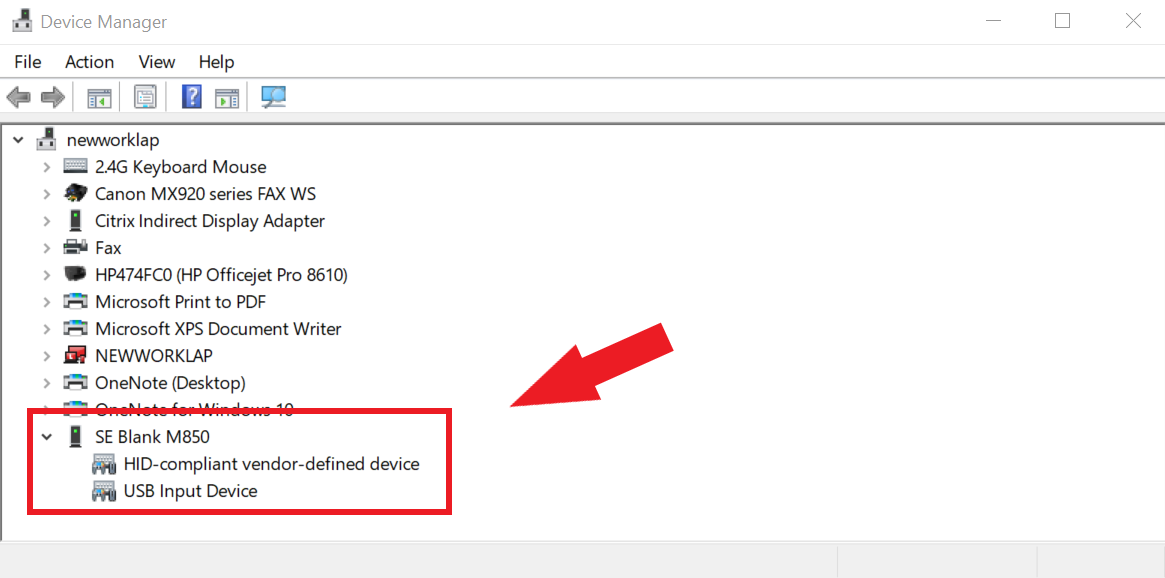 Device Manager
File Action View Help
newworklap
2.4G Keyboard Mouse
Canon MX920 series FAX WS
Citrix Indirect Display Adapter
Fax
HP474FC0 (HP Officejet Pro 8610)
Microsoft Print to PDF
Microsoft XPS Document Writer
NEWWORKLAP
OneNote (Desktop)
OneNote for Windows 10
SE Blank M850
HID-compliant vendor-defined device
USB Input Device